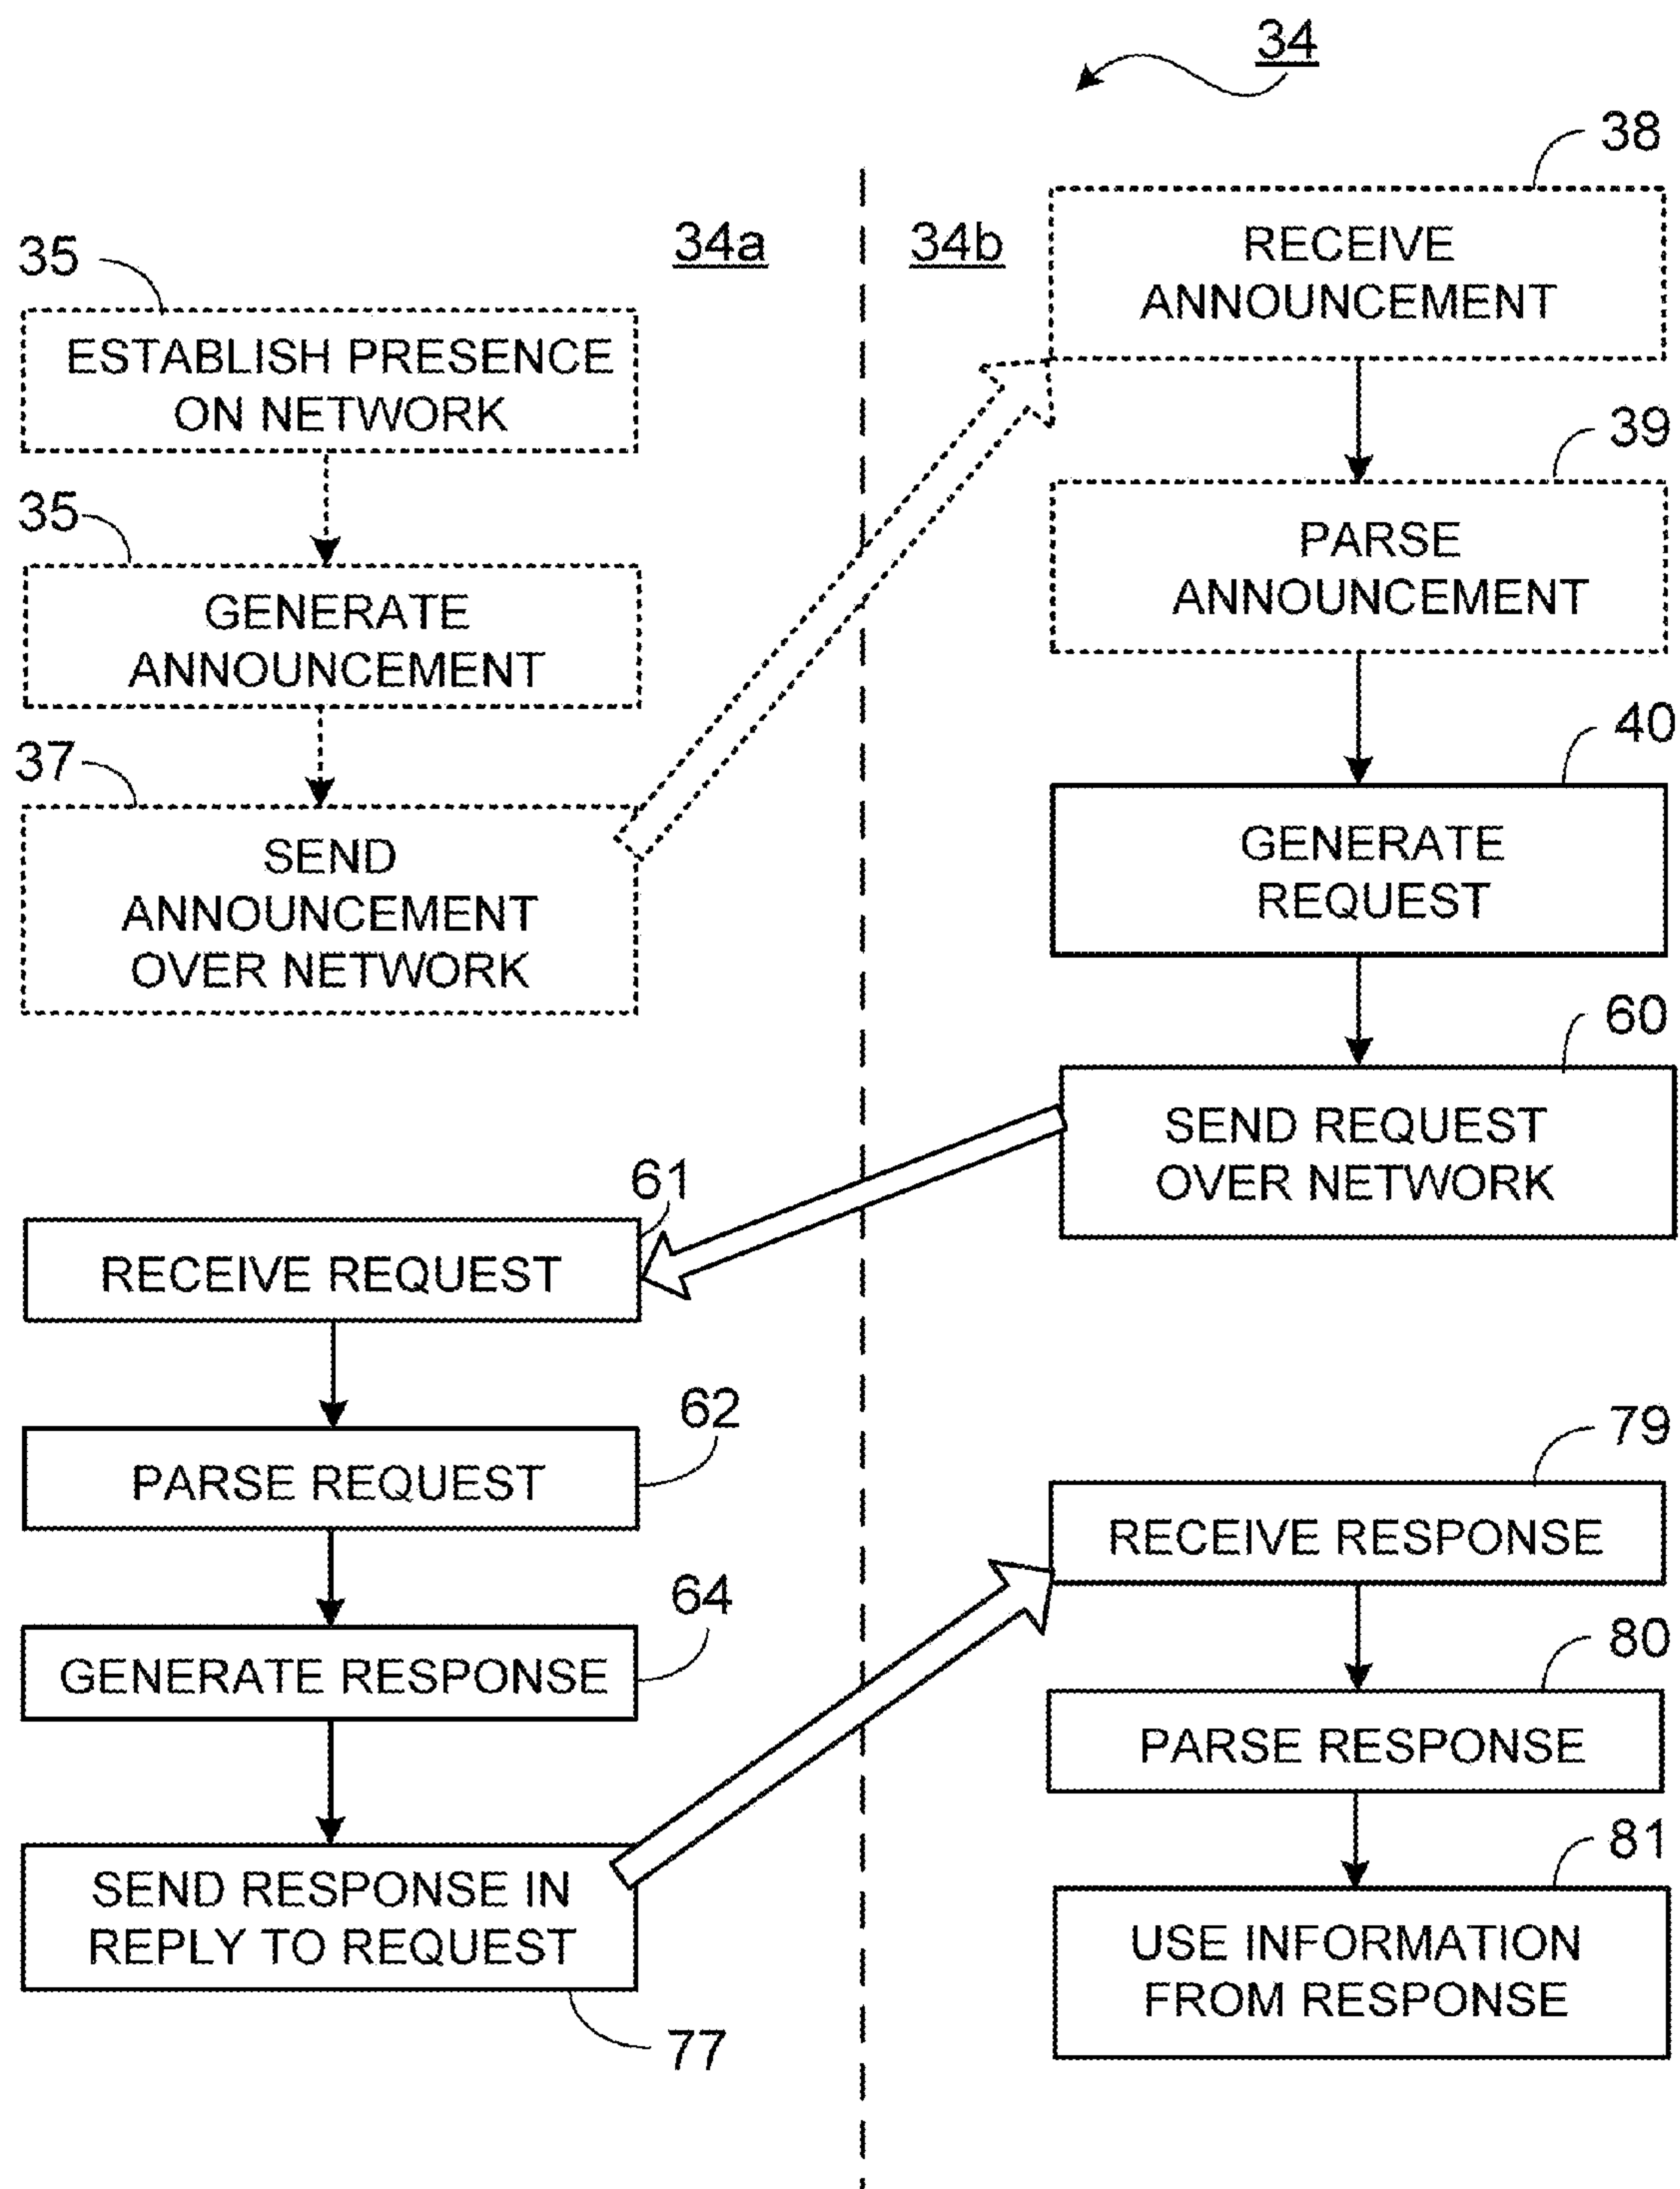 34
34a
34b
35
ESTABLISH PRESENCE
ON NETWORK
35
GENERATE
ANNOUNCEMENT
37
SEND
ANNOUNCEMENT
OVER NETWORK
38
RECEIVE
ANNOUNCEMENT
39
PARSE
ANNOUNCEMENT
40
GENERATE
REQUEST
60
SEND REQUEST
OVER NETWORK
61
RECEIVE REQUEST
62
PARSE REQUEST
64
GENERATE RESPONSE
SEND RESPONSE IN
REPLY TO REQUEST
77
79
RECEIVE RESPONSE
80
PARSE RESPONSE
81
USE INFORMATION
FROM RESPONSE